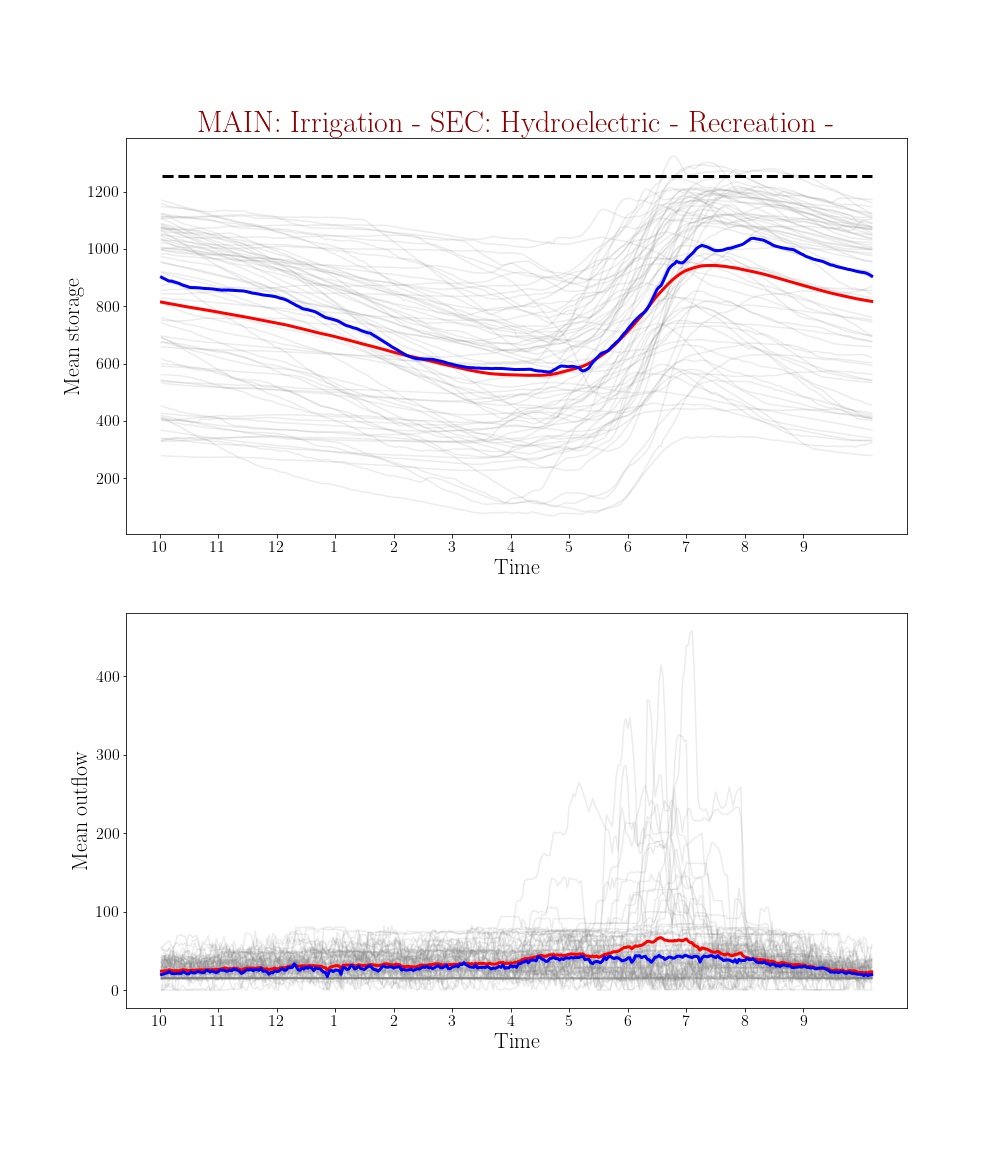 MAIN: Irrigation - SEC: Hydroelectric - Recreation -
Mean storage
1200
1000
800
600
400
200
10 11 12 1 2 3 4 5 6 7 8 9
Time
Mean outflow
400
300
200
100
0
10 11 12 1 2 3 4 5 6 7 8 9
Time